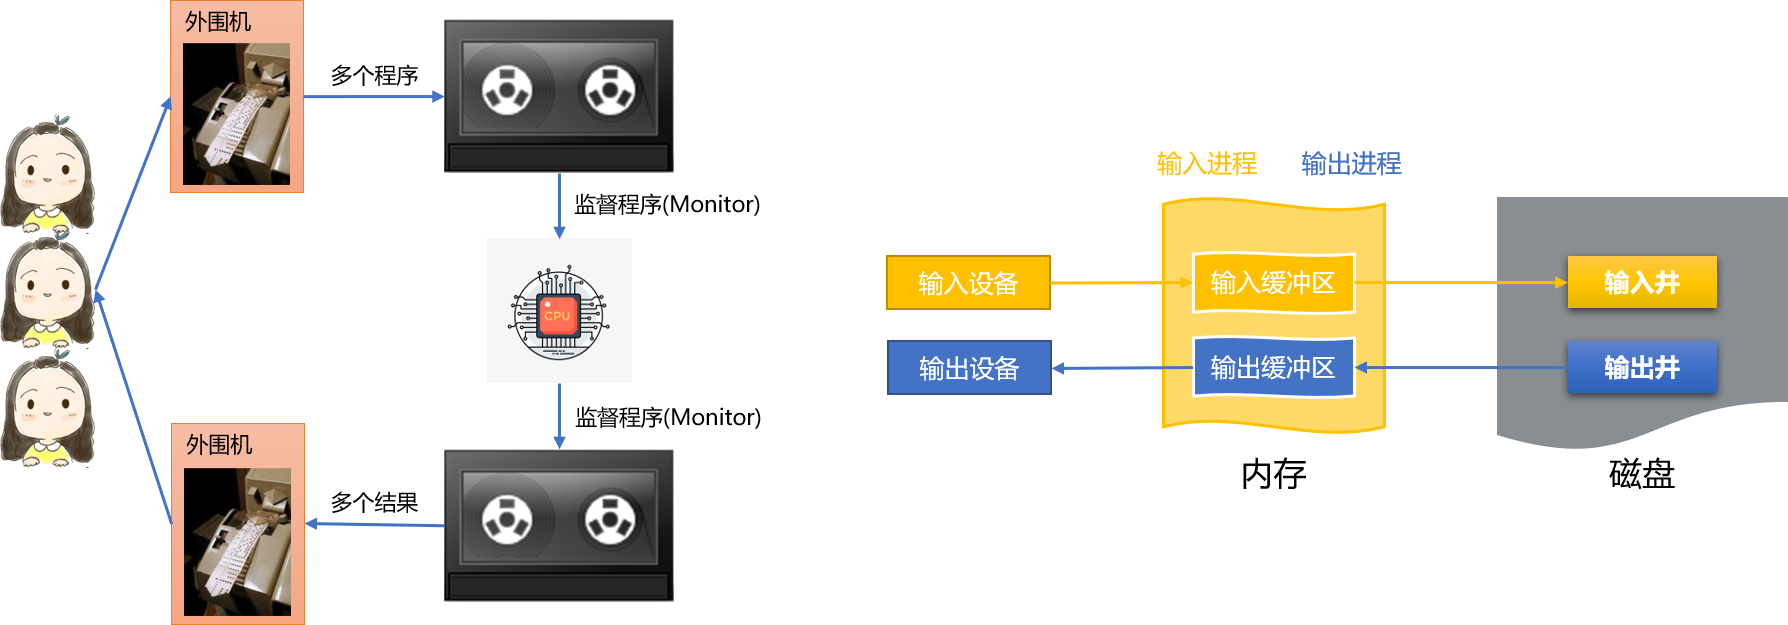 外围机
多个程序
监督程序(Monitor)
CPU
监督程序(Monitor)
外围机
多个结果
输入进程
输出进程
输入设备
输入缓冲区
输入井
输出设备
输出缓冲区
输出井
内存
磁盘